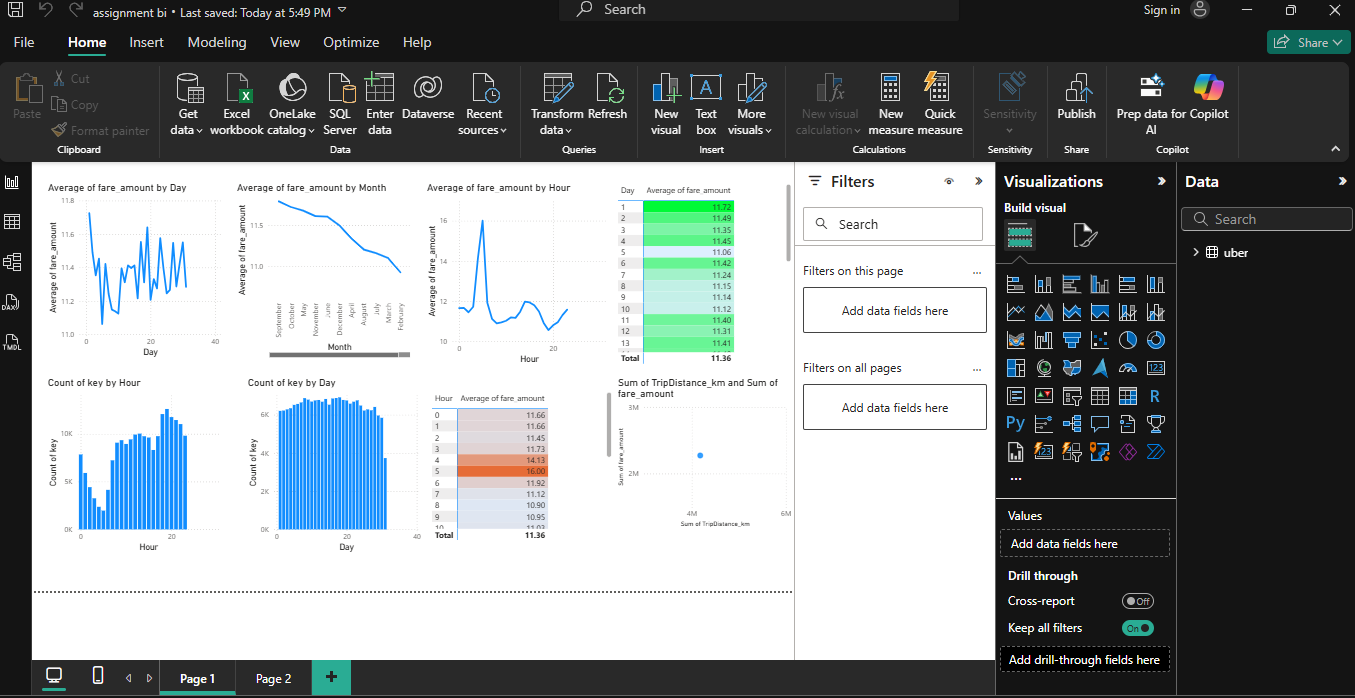 assignment bi • Last saved: Today at 5:49 PM
Search
Sign in
File Home Insert Modeling View Optimize Help
Share
Paste
Cut
Copy
Format painter
Clipboard
Get data
Excel workbook
OneLake catalog
SQL Server
Enter data
Dataverse
Recent sources
Data
Transform data
Refresh
Queries
New visual
Text box
More visuals
Insert
New visual calculation
New measure
Quick measure
Calculations
Sensitivity
Sensitivity
Publish
Share
Prep data for AI
Copilot
Copilot
DAX
TMDL
Average of fare_amount by Day
Average of fare_amount
11.8
11.6
11.4
11.2
11.0
0 20 40
Day
Average of fare_amount by Month
Average of fare_amount
11.5
11.0
September
October
May
November
June
December
April
August
July
March
February
Month
Average of fare_amount by Hour
Average of fare_amount
16
14
12
10
0 20
Hour
Day Average of fare_amount
1 11.72
2 11.49
3 11.35
4 11.45
5 11.06
6 11.42
7 11.24
8 11.15
9 11.14
10 11.12
11 11.40
12 11.31
13 11.41
Total 11.36
Count of key by Hour
Count of key
10K
5K
0K
0 20
Hour
Count of key by Day
Count of key
6K
4K
2K
0K
0 20 40
Day
Hour Average of fare_amount
0 11.66
1 11.66
2 11.45
3 11.73
4 14.13
5 16.00
6 11.92
7 11.12
8 10.90
9 10.95
10 11.03
Total 11.36
Sum of TripDistance_km and Sum of
fare_amount
Sum of fare_amount
3M
2M
4M 6M
Sum of TripDistance_km
Filters
Search
Filters on this page
...
Add data fields here
Filters on all pages
...
Add data fields here
Visualizations
Build visual
123
R
Py
123
...
Values
Add data fields here
Drill through
Cross-report Off
Keep all filters On
Add drill-through fields here
Data
Search
uber
Page 1
Page 2
+